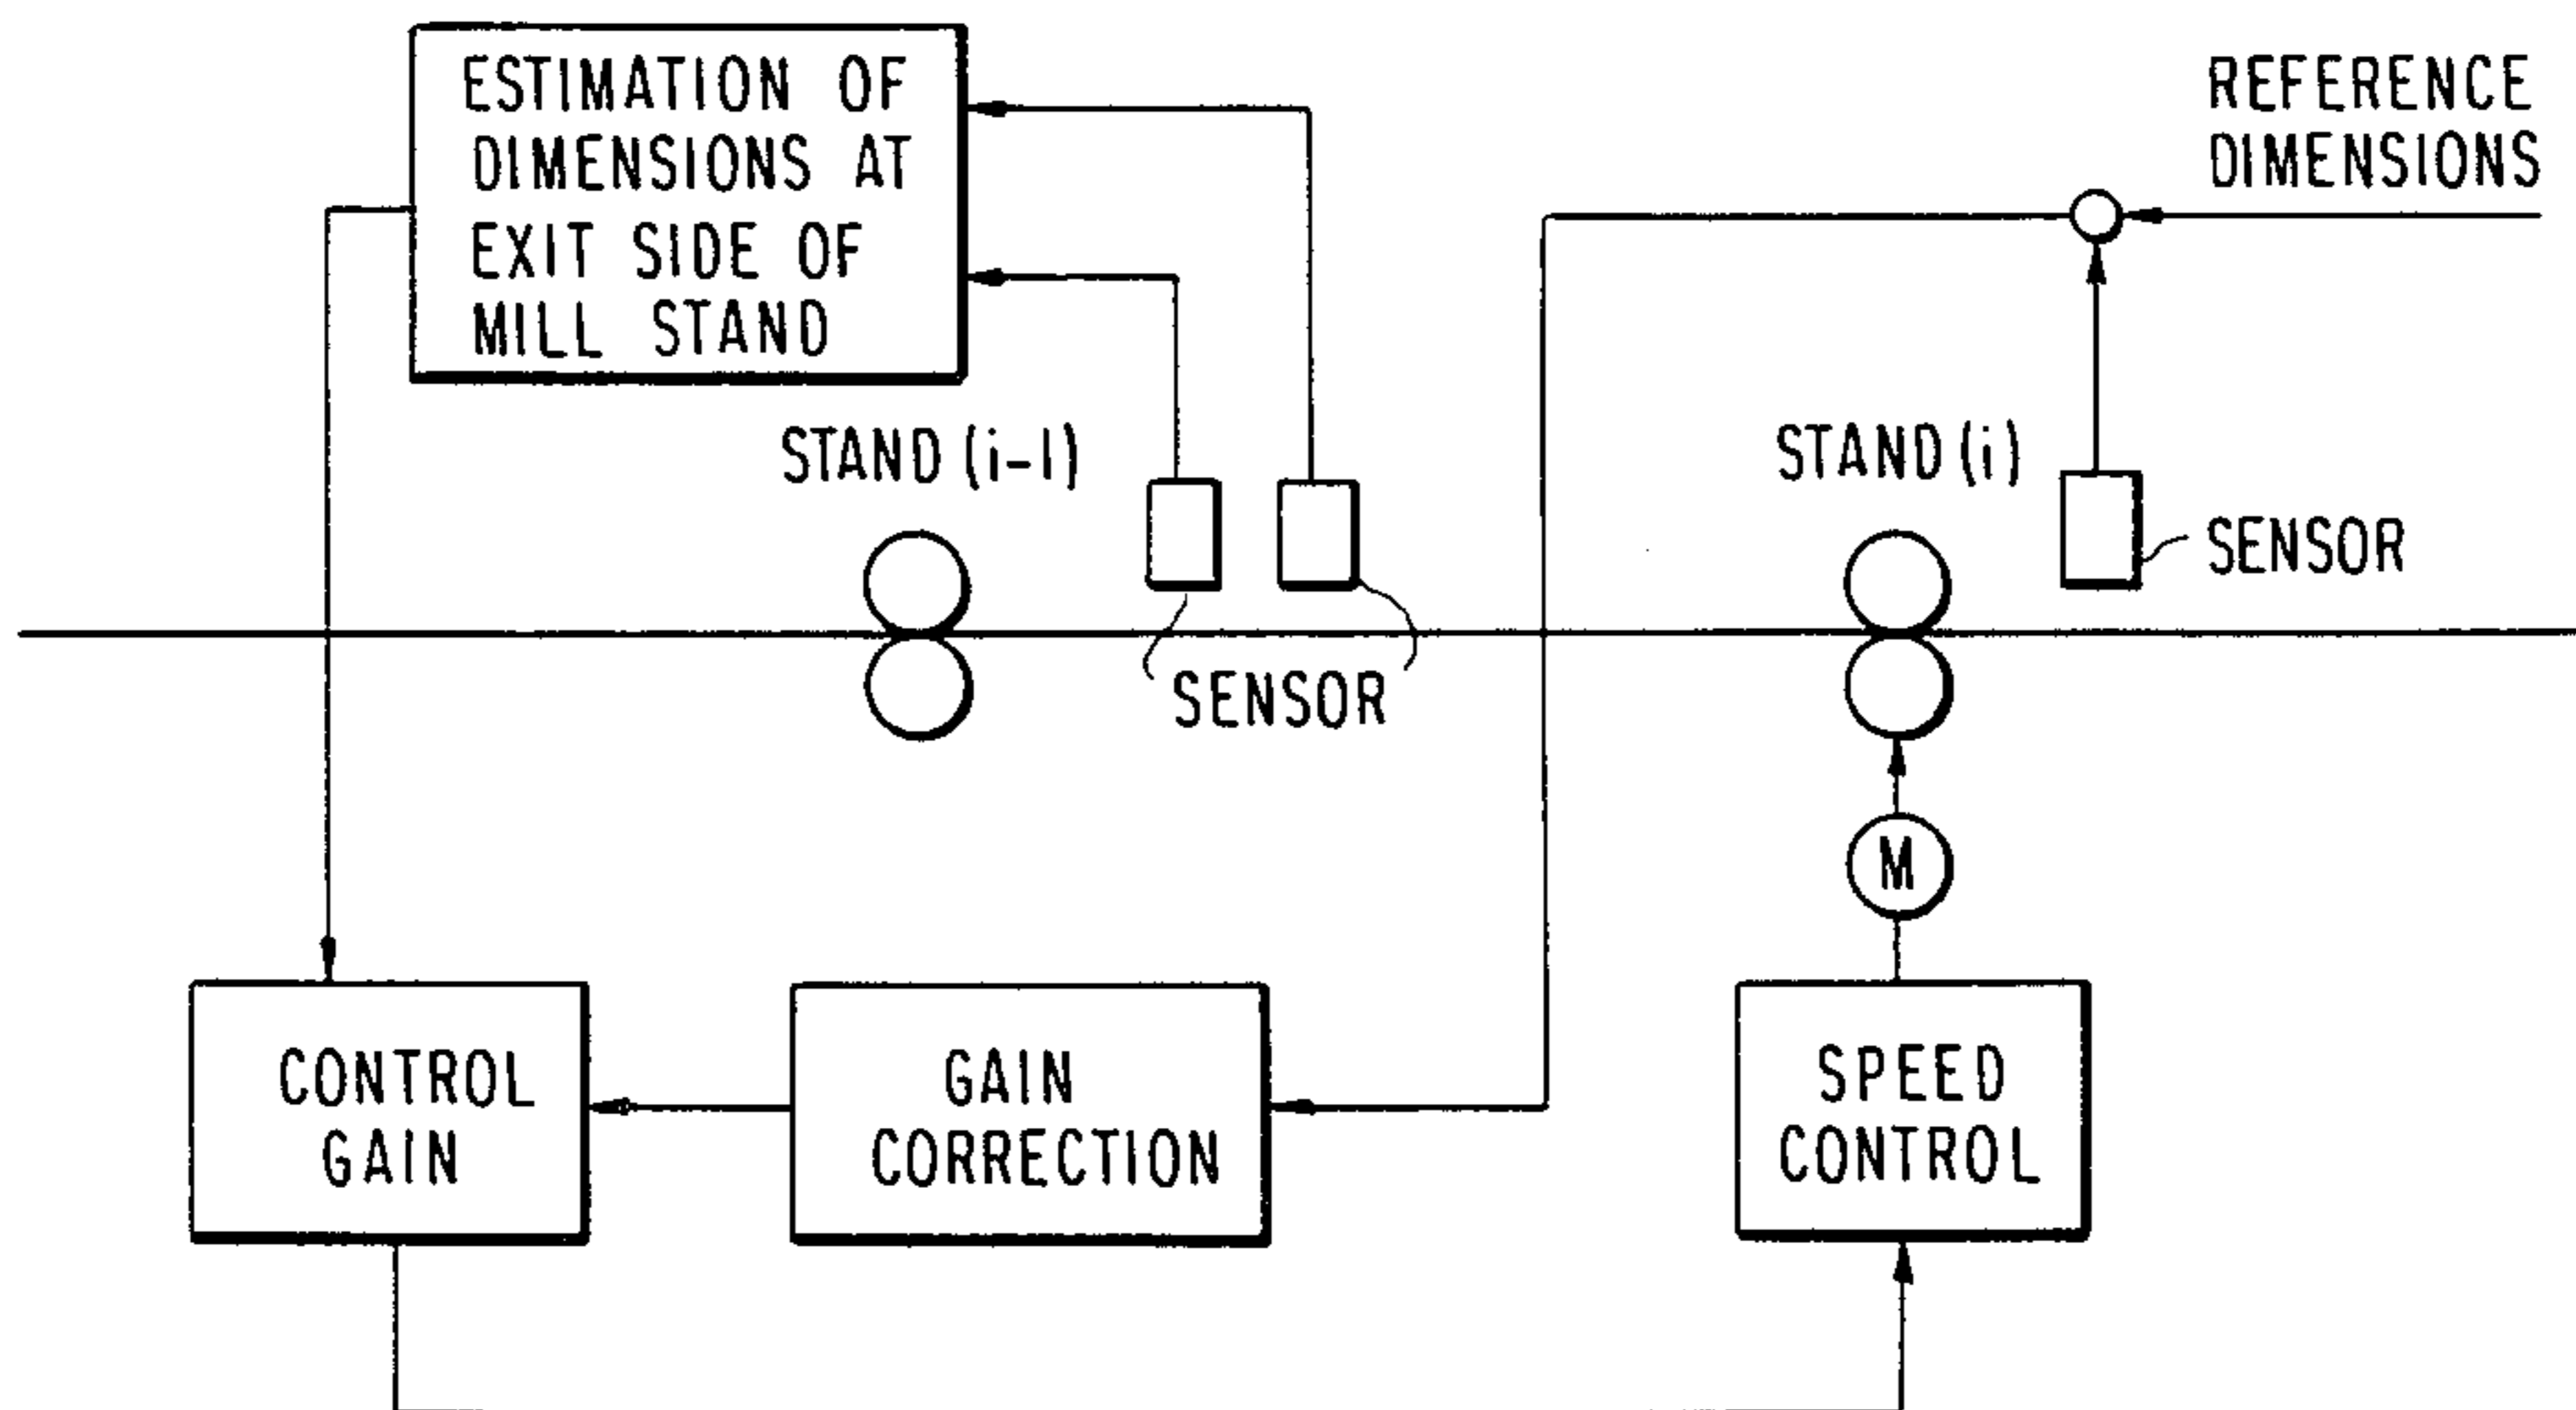 ESTIMATION OF
DIMENSIONS AT
EXIT SIDE OF
MILL STAND
REFERENCE
DIMENSIONS
STAND (i-1)
STAND (i)
SENSOR
SENSOR
M
CONTROL
GAIN
GAIN
CORRECTION
SPEED
CONTROL